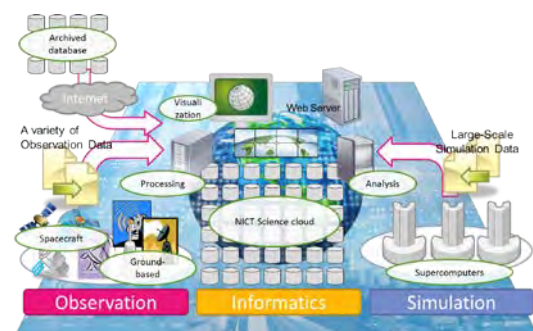 Archived
database
Internet
Visuali
zation
Web Server
A variety of
Observation Data
Large-Scale
Simulation Data
Processing
Analysis
NICT Science cloud
Spacecraft
Ground-
based
Supercomputers
Observation
Informatics
Simulation